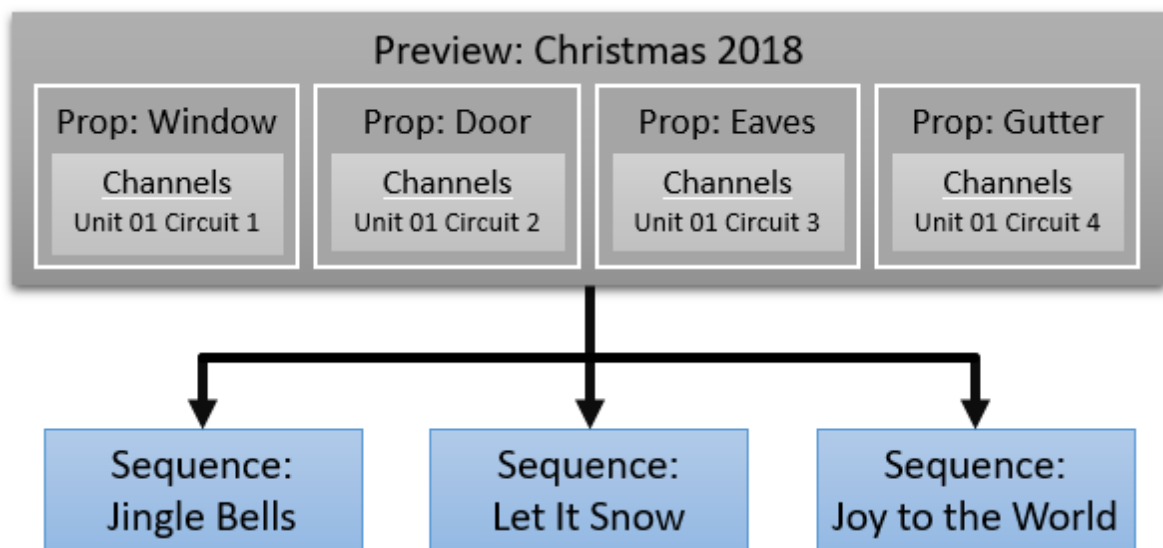 Preview: Christmas 2018
Prop: Window
Channels
Unit 01 Circuit 1
Prop: Door
Channels
Unit 01 Circuit 2
Prop: Eaves
Channels
Unit 01 Circuit 3
Prop: Gutter
Channels
Unit 01 Circuit 4
Sequence:
Jingle Bells
Sequence:
Let It Snow
Sequence:
Joy to the World